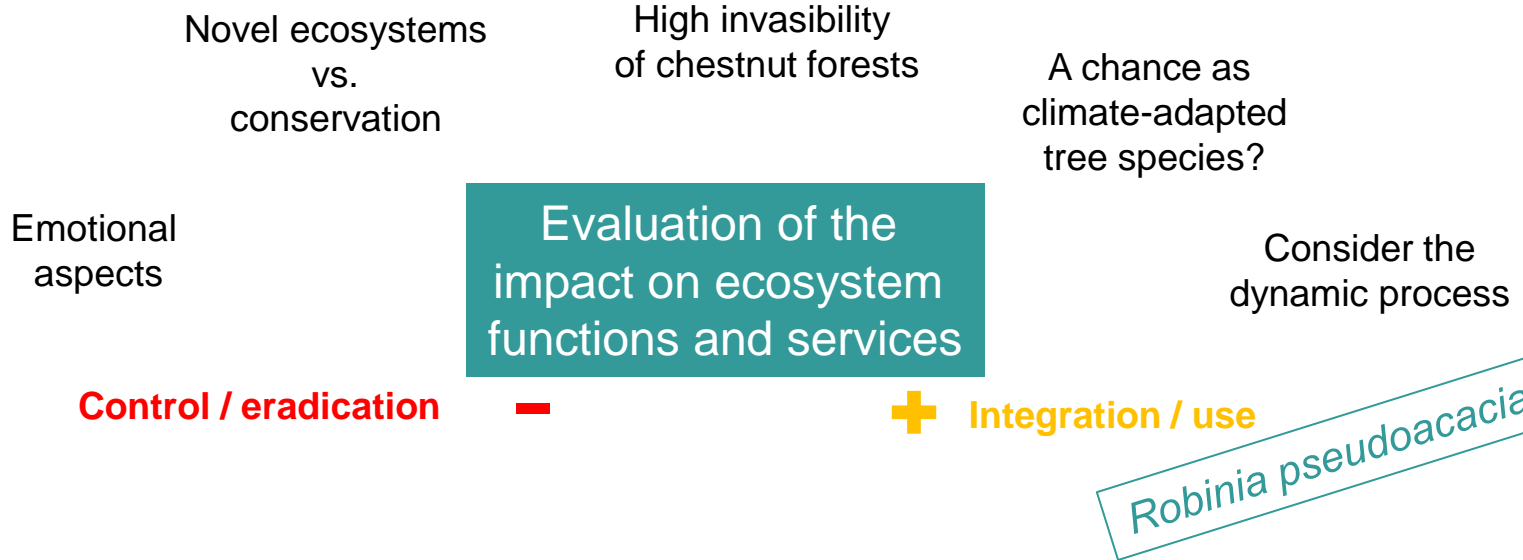 Novel ecosystems
vs.
conservation
High invasibility
of chestnut forests
A chance as
climate-adapted
tree species?
Emotional
aspects
Evaluation of the
impact on ecosystem
functions and services
Consider the
dynamic process
Control / eradication
Integration / use
Robinia pseudoacacia